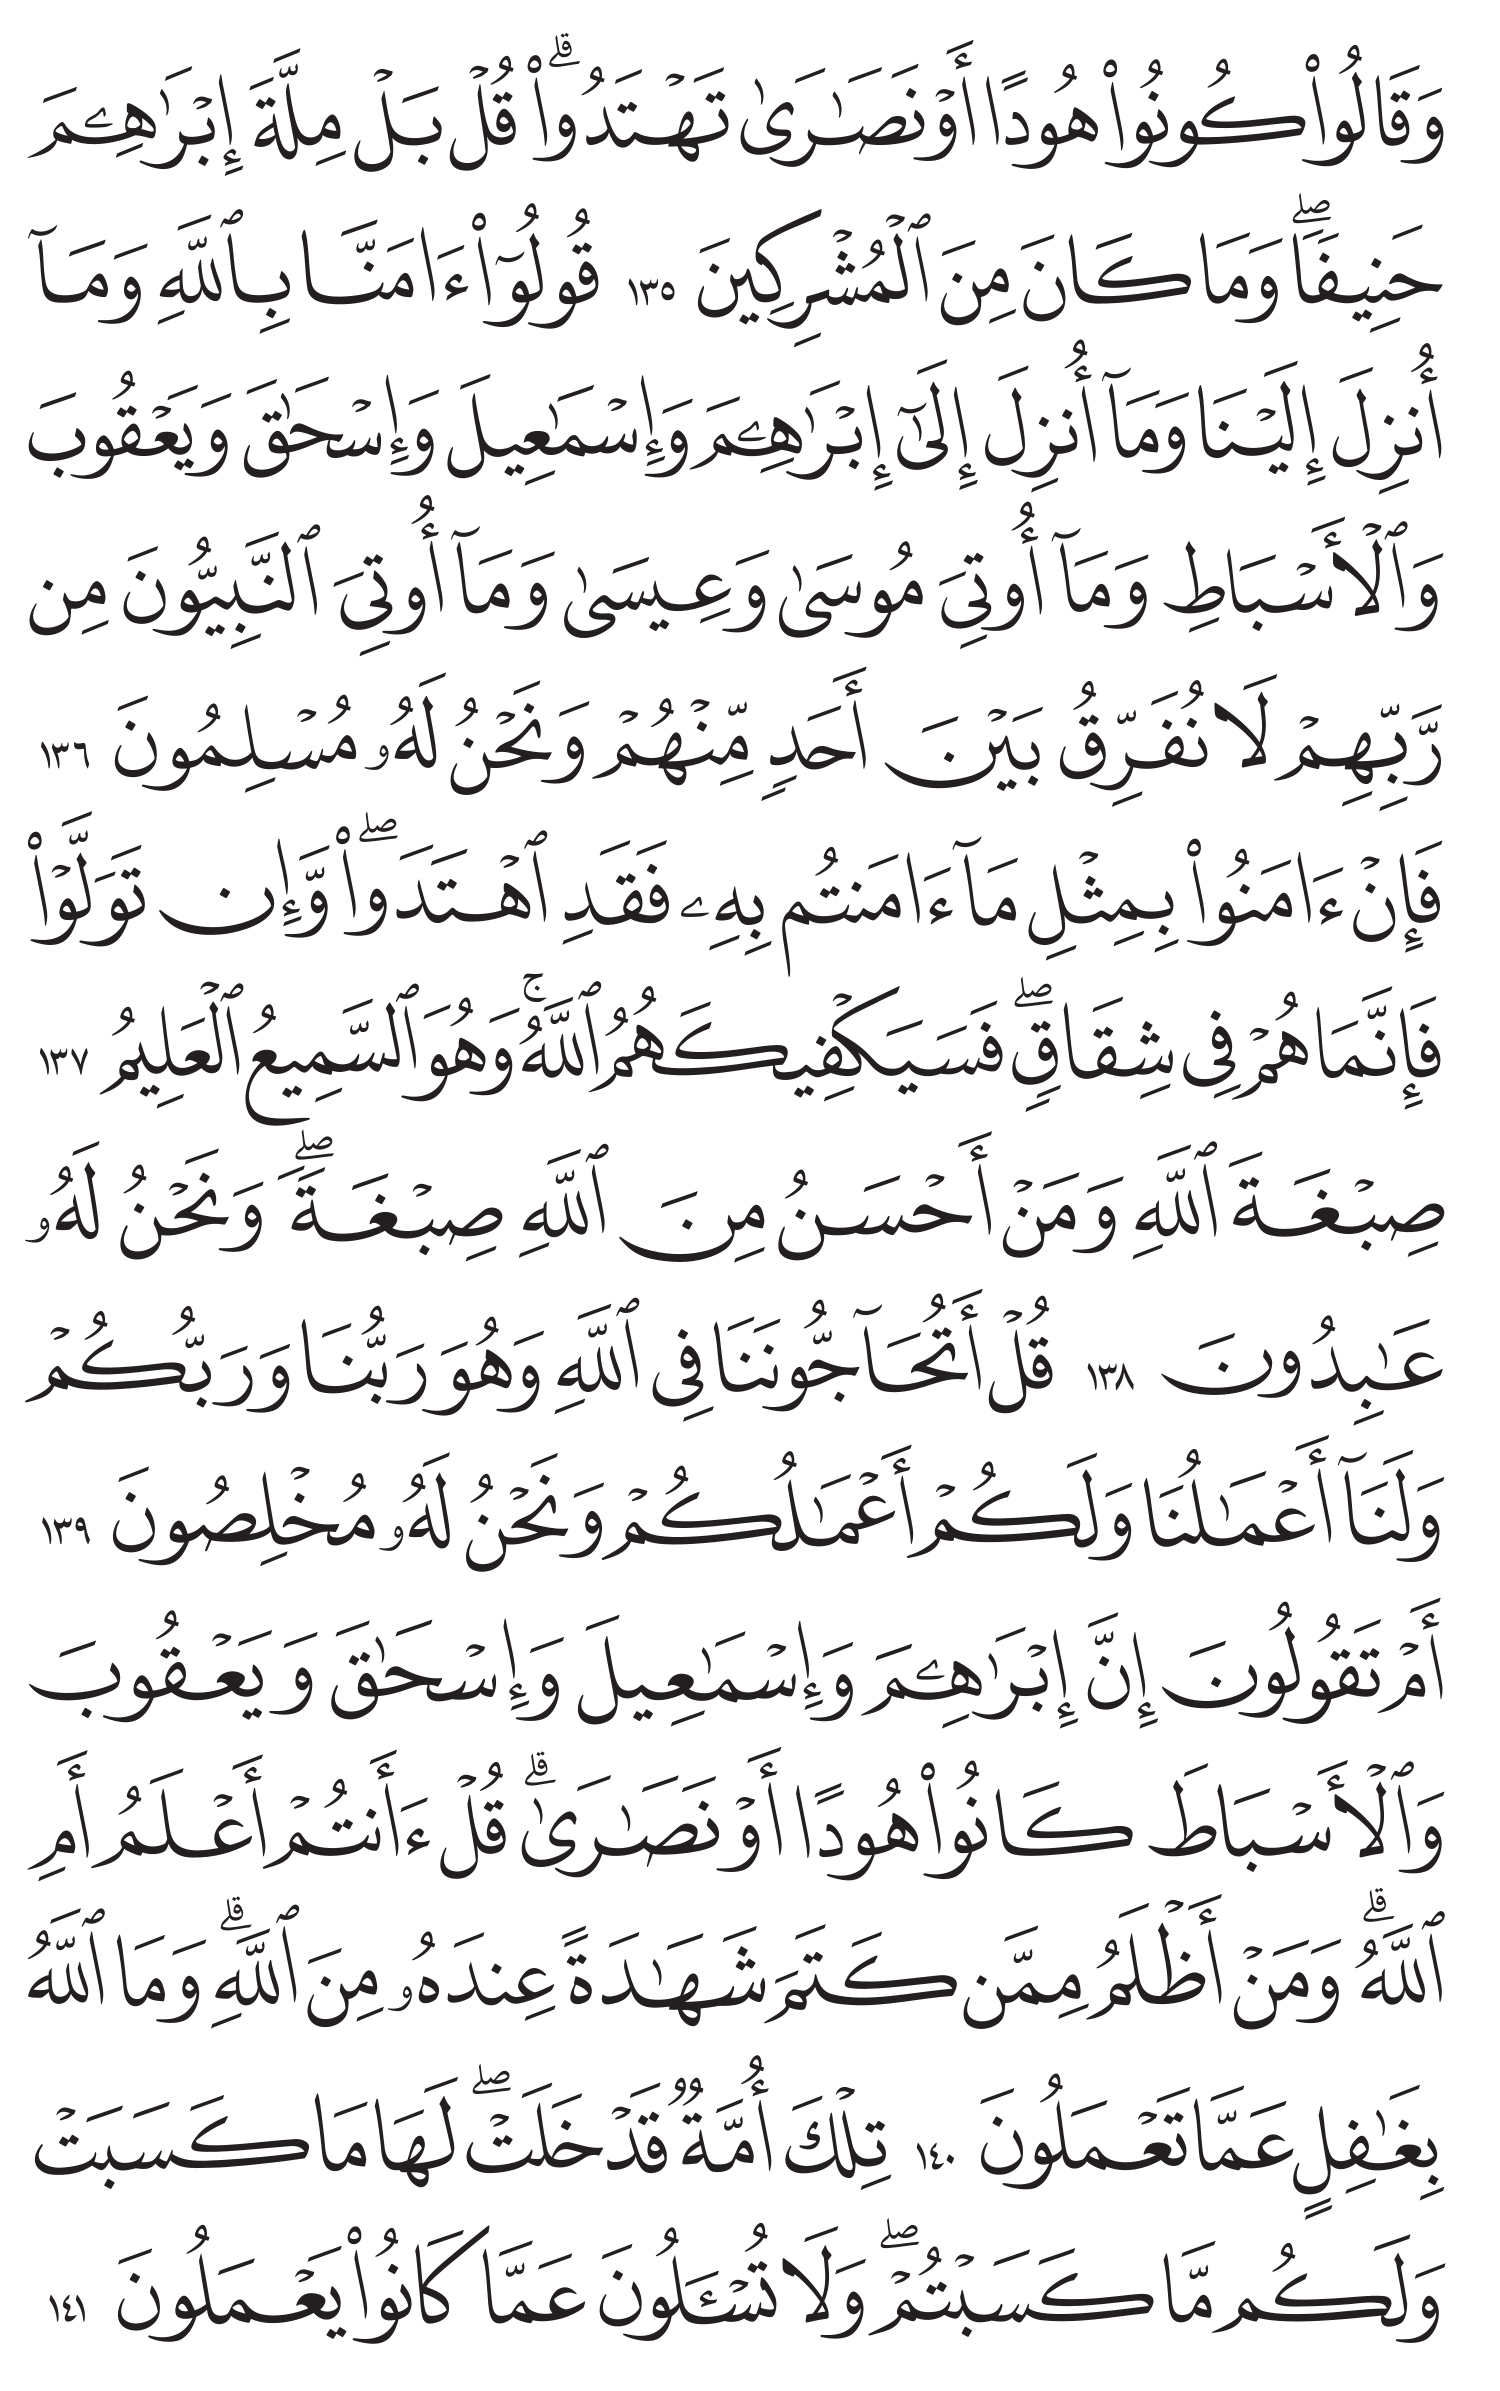 وَقَالُوا۟ كُونُوا۟ هُودًا أَوْ نَصَـٰرَىٰ تَهْتَدُوا۟ ۗ قُلْ بَلْ مِلَّةَ إِبْرَٰهِـۧمَ
حَنِيفًا ۖ وَمَا كَانَ مِنَ ٱلْمُشْرِكِينَ ١٣٥ قُولُوٓا۟ ءَامَنَّا بِٱللَّهِ وَمَآ
أُنزِلَ إِلَيْنَا وَمَآ أُنزِلَ إِلَىٰٓ إِبْرَٰهِـۧمَ وَإِسْمَـٰعِيلَ وَإِسْحَـٰقَ وَيَعْقُوبَ
وَٱلْأَسْبَاطِ وَمَآ أُوتِىَ مُوسَىٰ وَعِيسَىٰ وَمَآ أُوتِىَ ٱلنَّبِيُّونَ مِن
رَّبِّهِمْ لَا نُفَرِّقُ بَيْنَ أَحَدٍ مِّنْهُمْ وَنَحْنُ لَهُۥ مُسْلِمُونَ ١٣٦
فَإِنْ ءَامَنُوا۟ بِمِثْلِ مَآ ءَامَنتُم بِهِۦ فَقَدِ ٱهْتَدَوا۟ ۖ وَّإِن تَوَلَّوْا۟
فَإِنَّمَا هُمْ فِى شِقَاقٍ ۖ فَسَيَكْفِيكَهُمُ ٱللَّهُ ۚ وَهُوَ ٱلسَّمِيعُ ٱلْعَلِيمُ ١٣٧
صِبْغَةَ ٱللَّهِ وَمَنْ أَحْسَنُ مِنَ ٱللَّهِ صِبْغَةً ۖ وَنَحْنُ لَهُۥ
عَـٰبِدُونَ ١٣٨ قُلْ أَتُحَآجُّونَنَا فِى ٱللَّهِ وَهُوَ رَبُّنَا وَرَبُّكُمْ
وَلَنَآ أَعْمَـٰلُنَا وَلَكُمْ أَعْمَـٰلُكُمْ وَنَحْنُ لَهُۥ مُخْلِصُونَ ١٣٩
أَمْ تَقُولُونَ إِنَّ إِبْرَٰهِـۧمَ وَإِسْمَـٰعِيلَ وَإِسْحَـٰقَ وَيَعْقُوبَ
وَٱلْأَسْبَاطَ كَانُوا۟ هُودًا أَوْ نَصَـٰرَىٰ ۗ قُلْ ءَأَنتُمْ أَعْلَمُ أَمِ
ٱللَّهُ ۗ وَمَنْ أَظْلَمُ مِمَّن كَتَمَ شَهَـٰدَةً عِندَهُۥ مِنَ ٱللَّهِ ۗ وَمَا ٱللَّهُ
بِغَـٰفِلٍ عَمَّا تَعْمَلُونَ ١٤٠ تِلْكَ أُمَّةٌ قَدْ خَلَتْ ۖ لَهَا مَا كَسَبَتْ
وَلَكُم مَّا كَسَبْتُمْ ۖ وَلَا تُسْـَٔلُونَ عَمَّا كَانُوا۟ يَعْمَلُونَ ١٤١